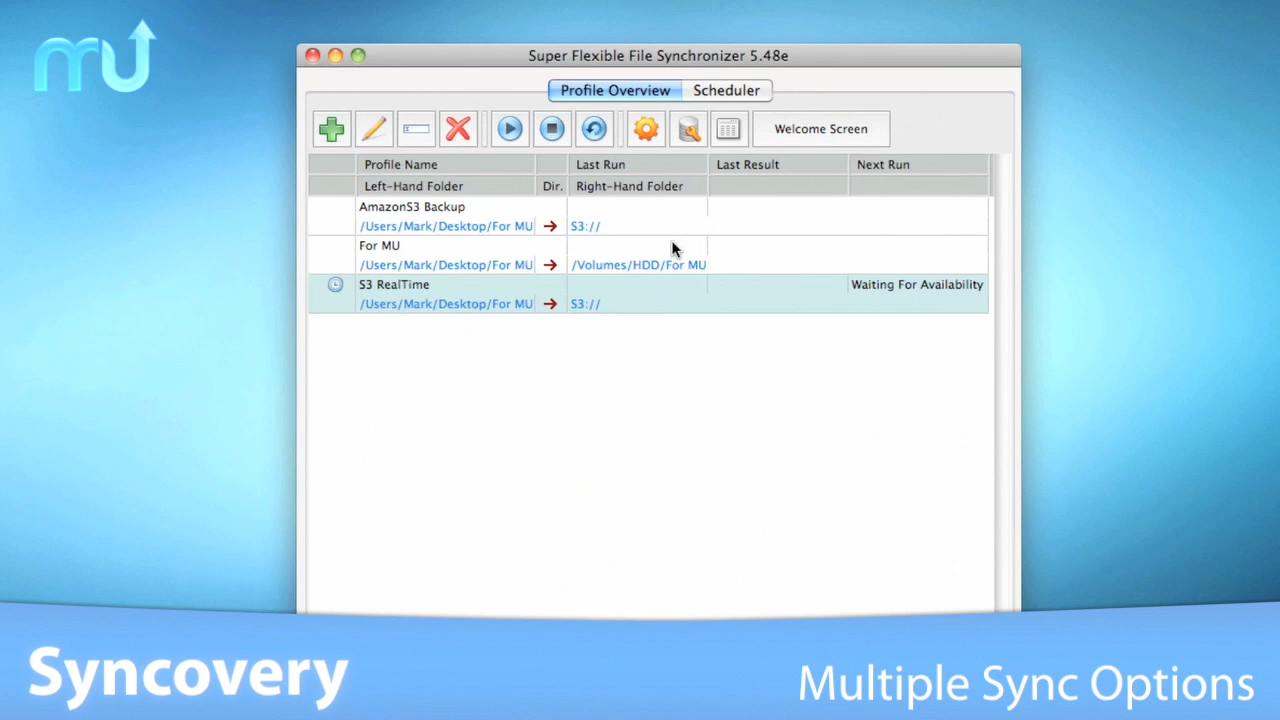 mu
Super Flexible File Synchronizer 5.48e
Profile Overview Scheduler
Welcome Screen
Profile Name Last Run Last Result Next Run
Left-Hand Folder Dir. Right-Hand Folder
AmazonS3 Backup
/Users/Mark/Desktop/For MU S3://
For MU
/Users/Mark/Desktop/For MU /Volumes/HDD/For MU
S3 RealTime Waiting For Availability
/Users/Mark/Desktop/For MU S3://
Syncovery Multiple Sync Options